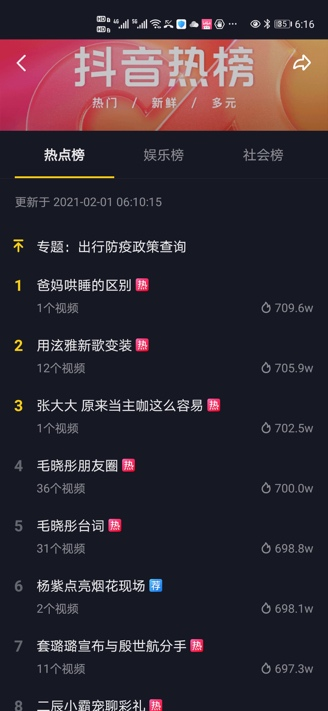 6:16
抖音热榜
热门 / 新鲜 / 多元
热点榜 娱乐榜 社会榜
更新于 2021-02-01 06:10:15
专题：出行防疫政策查询
1 爸妈哄睡的区别 热
1个视频 709.6w
2 用泫雅新歌变装 热
12个视频 705.9w
3 张大大 原来当主咖这么容易 热
1个视频 702.5w
4 毛晓彤朋友圈 热
36个视频 700.0w
5 毛晓彤台词 热
31个视频 698.8w
6 杨紫点亮烟花现场 荐
2个视频 698.1w
7 套璐璐宣布与殷世航分手 热
11个视频 697.3w
8 二辰小霸宠聊彩礼 热